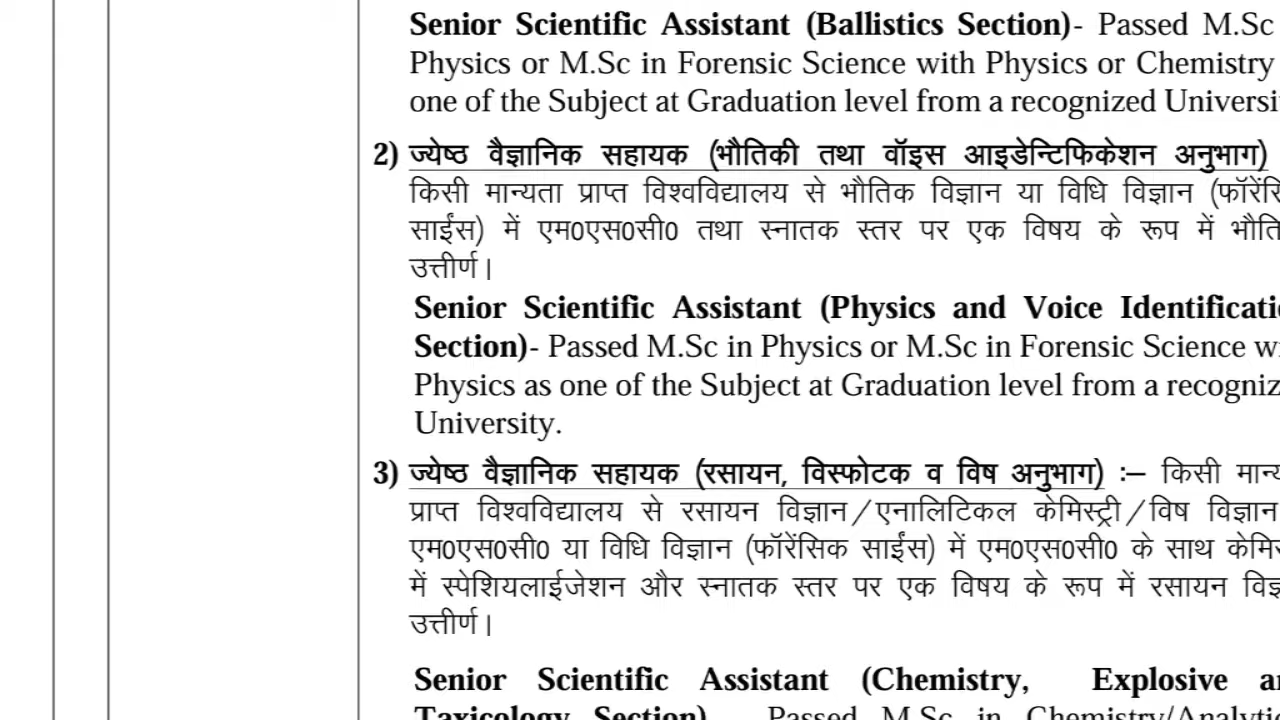 Senior Scientific Assistant (Ballistics Section)- Passed M.Sc
Physics or M.Sc in Forensic Science with Physics or Chemistry
one of the Subject at Graduation level from a recognized
2) ज्येष्ठ वैज्ञानिक सहायक (भौतिकी तथा वॉइस आइडेन्टिफिकेशन अनुभाग)
किसी मान्यता प्राप्त विश्वविद्यालय से भौतिक विज्ञान या विधि विज्ञान
साईंस) में एम0एस0सी0 तथा स्नातक स्तर पर एक विषय के रूप में
उत्तीर्ण।
Senior Scientific Assistant (Physics and Voice
Section)- Passed M.Sc in Physics or M.Sc in Forensic Science
Physics as one of the Subject at Graduation level from a
University.
3) ज्येष्ठ वैज्ञानिक सहायक (रसायन, विस्फोटक व विष अनुभाग) :– किसी
प्राप्त विश्वविद्यालय से रसायन विज्ञान/एनालिटिकल केमिस्ट्री/विष विज्ञान
एम0एस0सी0 या विधि विज्ञान (फॉरेंसिक साईंस) में एम0एस0सी0 के साथ
में स्पेशियलाईजेशन और स्नातक स्तर पर एक विषय के रूप में रसायन
उत्तीर्ण।
Senior Scientific Assistant (Chemistry, Explosive
Taxicology Section)- Passed M.Sc in